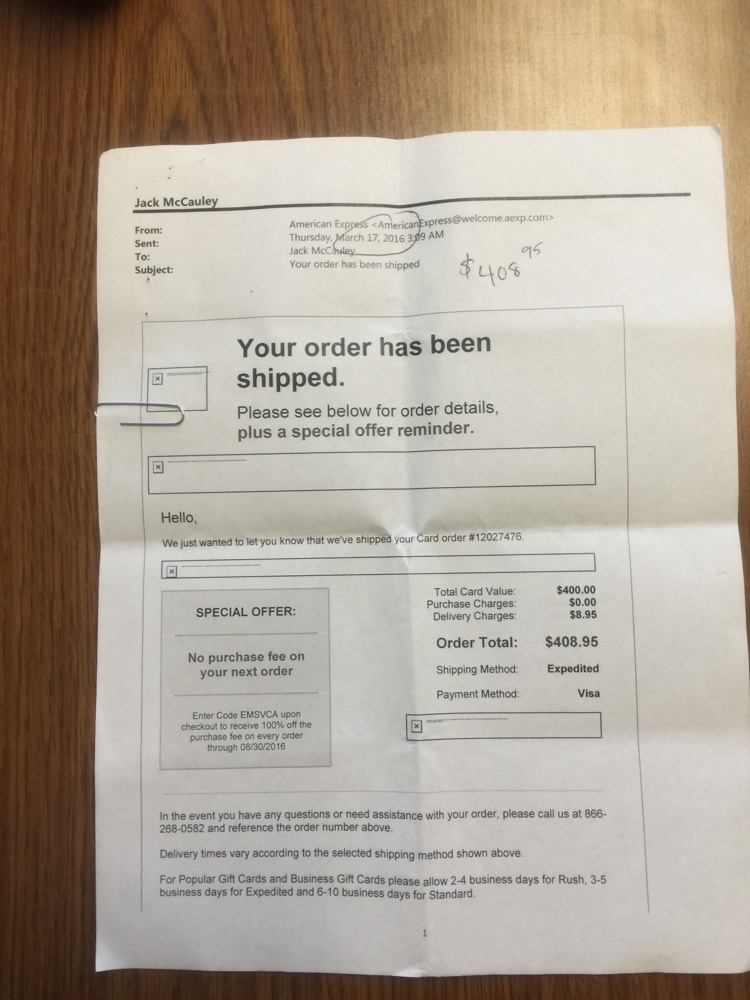 Jack McCauley
From: American Express <AmericanExpress@welcome.aexp.com>
Sent: Thursday, March 17, 2016 3:09 AM
To: Jack McCauley
Subject: Your order has been shipped
$408 95
Your order has been
shipped.
Please see below for order details,
plus a special offer reminder.
Hello,
We just wanted to let you know that we've shipped your Card order #12027476.
SPECIAL OFFER:
No purchase fee on
your next order
Enter Code EMSVCA upon
checkout to receive 100% off the
purchase fee on every order
through 08/30/2016
Total Card Value: $400.00
Purchase Charges: $0.00
Delivery Charges: $8.95
Order Total: $408.95
Shipping Method: Expedited
Payment Method: Visa
In the event you have any questions or need assistance with your order, please call us at 866-
268-0582 and reference the order number above.
Delivery times vary according to the selected shipping method shown above.
For Popular Gift Cards and Business Gift Cards please allow 2-4 business days for Rush, 3-5
business days for Expedited and 6-10 business days for Standard.
1